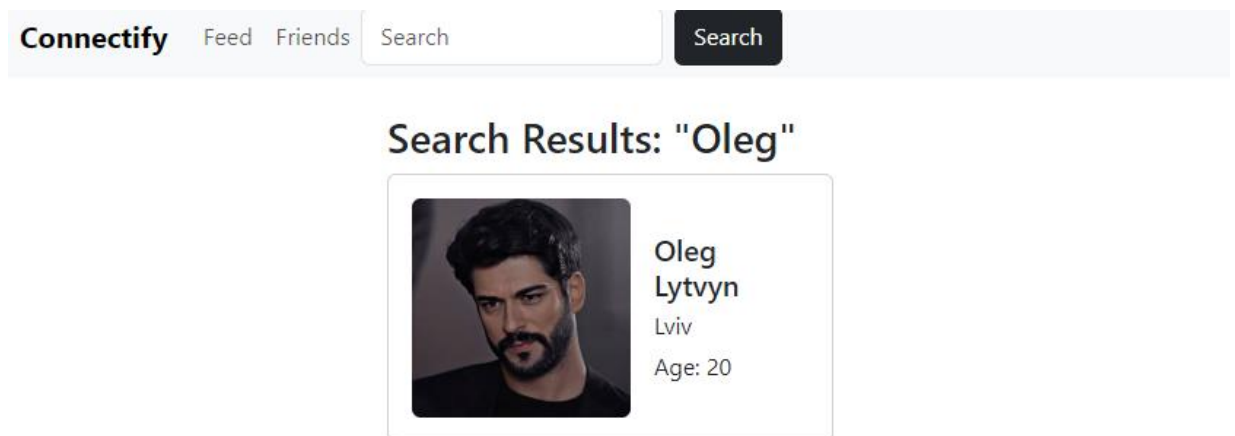 Connectify Feed Friends Search Search
Search Results: "Oleg"
Oleg
Lytvyn
Lviv
Age: 20